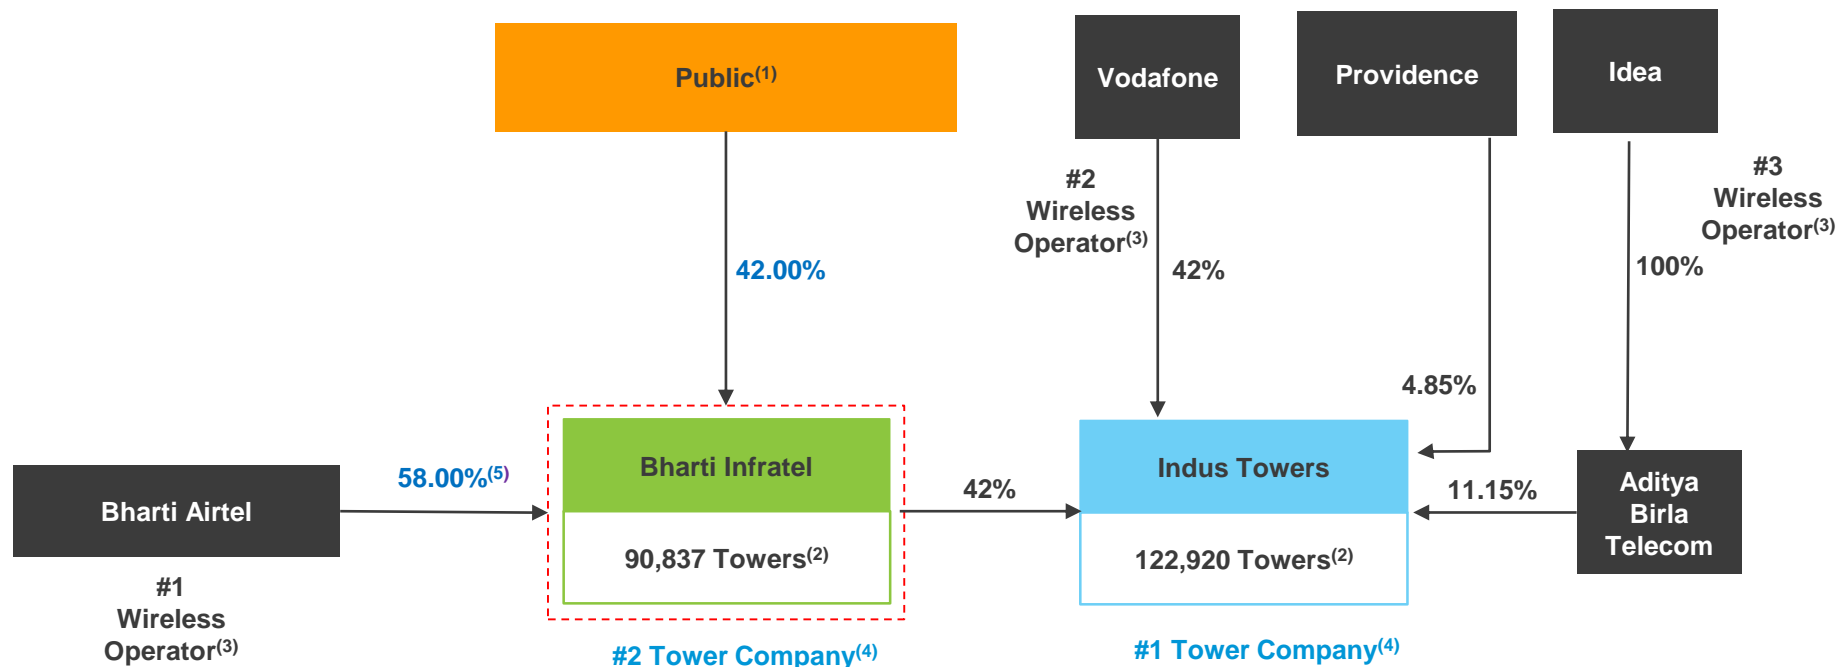 Public(1)
Vodafone
Providence
Idea
#2
Wireless
Operator(3)
#3
Wireless
Operator(3)
42.00%
42%
100%
4.85%
Bharti Airtel
58.00%(5)
Bharti Infratel
90,837 Towers(2)
42%
Indus Towers
122,920 Towers(2)
11.15%
Aditya
Birla
Telecom
#1
Wireless
Operator(3)
#2 Tower Company(4)
#1 Tower Company(4)